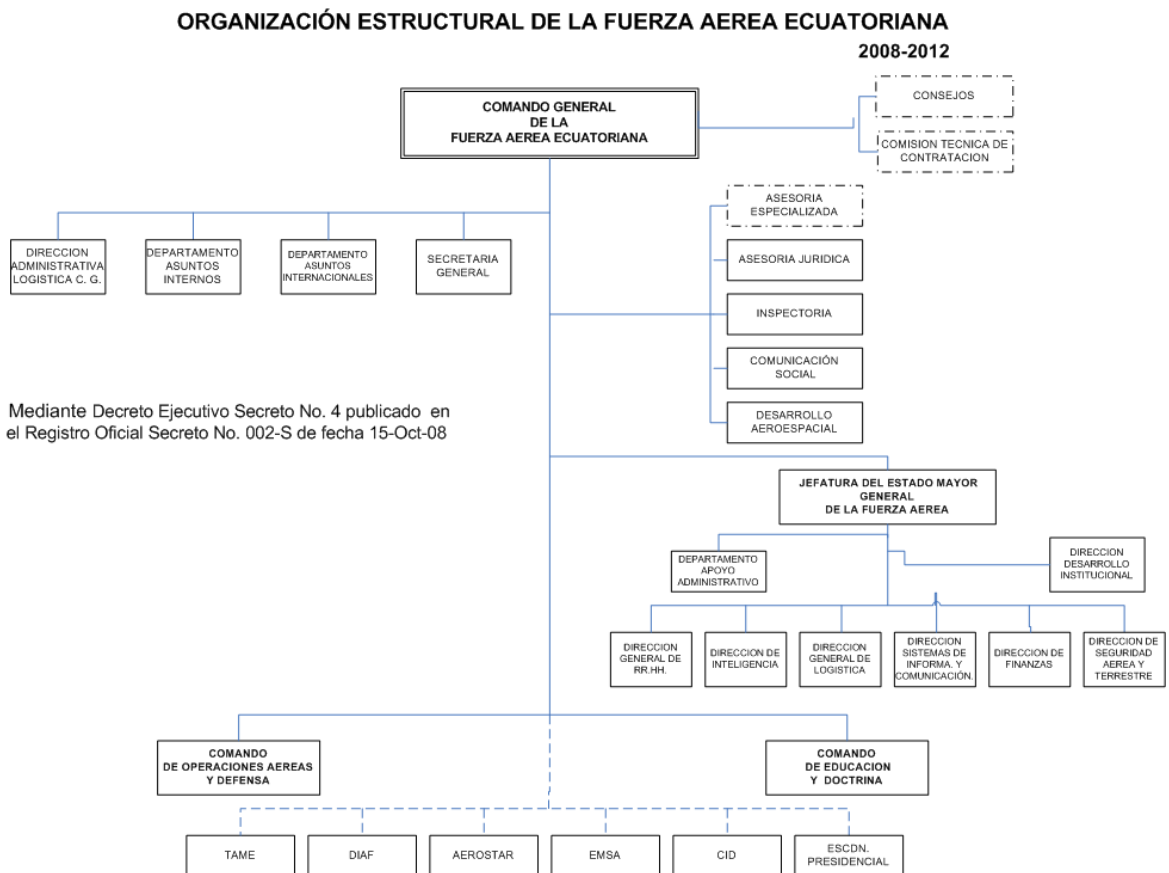 ORGANIZACIÓN ESTRUCTURAL DE LA FUERZA AEREA ECUATORIANA
2008-2012
COMANDO GENERAL
DE LA
FUERZA AEREA ECUATORIANA
CONSEJOS
COMISION TECNICA DE
CONTRATACION
ASESORIA
ESPECIALIZADA
ASESORIA JURIDICA
INSPECTORIA
COMUNICACIÓN
SOCIAL
DESARROLLO
AEROESPACIAL
DIRECCION
ADMINISTRATIVA
LOGISTICA C. G.
DEPARTAMENTO
ASUNTOS
INTERNOS
DEPARTAMENTO
ASUNTOS
INTERNACIONALES
SECRETARIA
GENERAL
Mediante Decreto Ejecutivo Secreto No. 4 publicado en
el Registro Oficial Secreto No. 002-S de fecha 15-Oct-08
JEFATURA DEL ESTADO MAYOR
GENERAL
DE LA FUERZA AEREA
DEPARTAMENTO
APOYO
ADMINISTRATIVO
DIRECCION
DESARROLLO
INSTITUCIONAL
DIRECCION
GENERAL DE
RR.HH.
DIRECCION DE
INTELIGENCIA
DIRECCION
GENERAL DE
LOGISTICA
DIRECCION
SISTEMAS DE
INFORMA. Y
COMUNICACIÓN.
DIRECCION DE
FINANZAS
DIRECCION DE
SEGURIDAD
AEREA Y
TERRESTRE
COMANDO
DE OPERACIONES AEREAS
Y DEFENSA
COMANDO
DE EDUCACION
Y DOCTRINA
TAME
DIAF
AEROSTAR
EMSA
CID
ESCDN.
PRESIDENCIAL